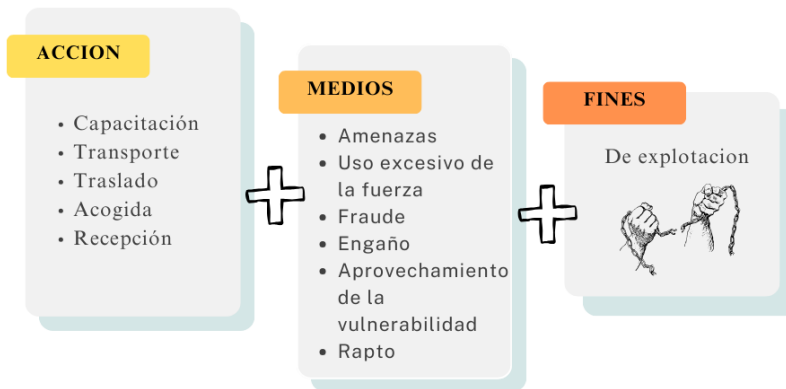 ACCION
• Capacitación
• Transporte
• Traslado
• Acogida
• Recepción
MEDIOS
• Amenazas
• Uso excesivo de
la fuerza
• Fraude
• Engaño
• Aprovechamiento
de la
vulnerabilidad
• Rapto
FINES
De explotacion